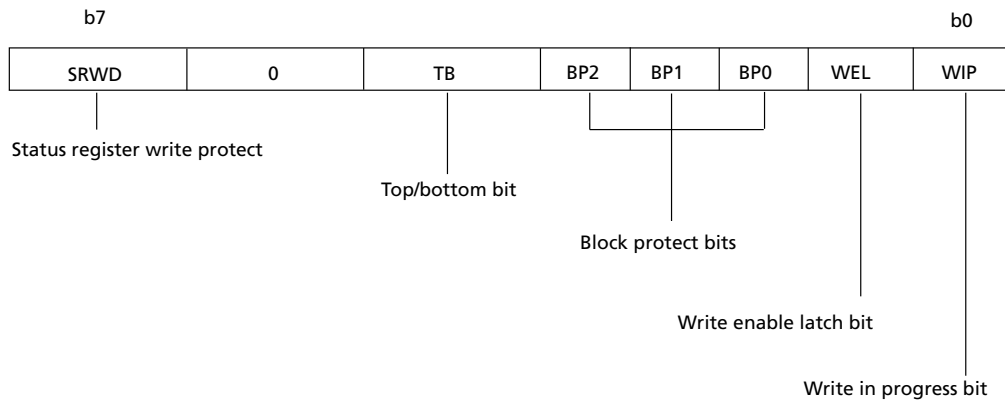 b7 b0
SRWD 0 TB BP2 BP1 BP0 WEL WIP
Status register write protect
Top/bottom bit
Block protect bits
Write enable latch bit
Write in progress bit